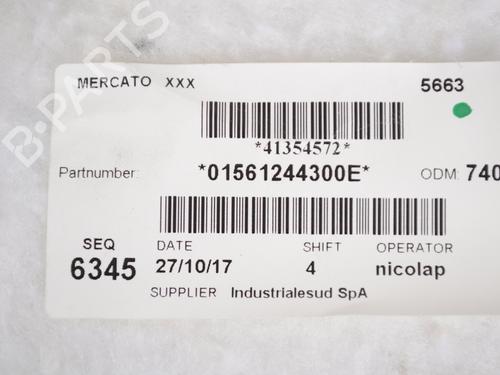 MERCATO XXX
5663
*41354572*
Partnumber: *01561244300E* ODM: 740
SEQ DATE SHIFT OPERATOR
6345 27/10/17 4 nicolap
SUPPLIER Industrialesud SpA
B-PARTS